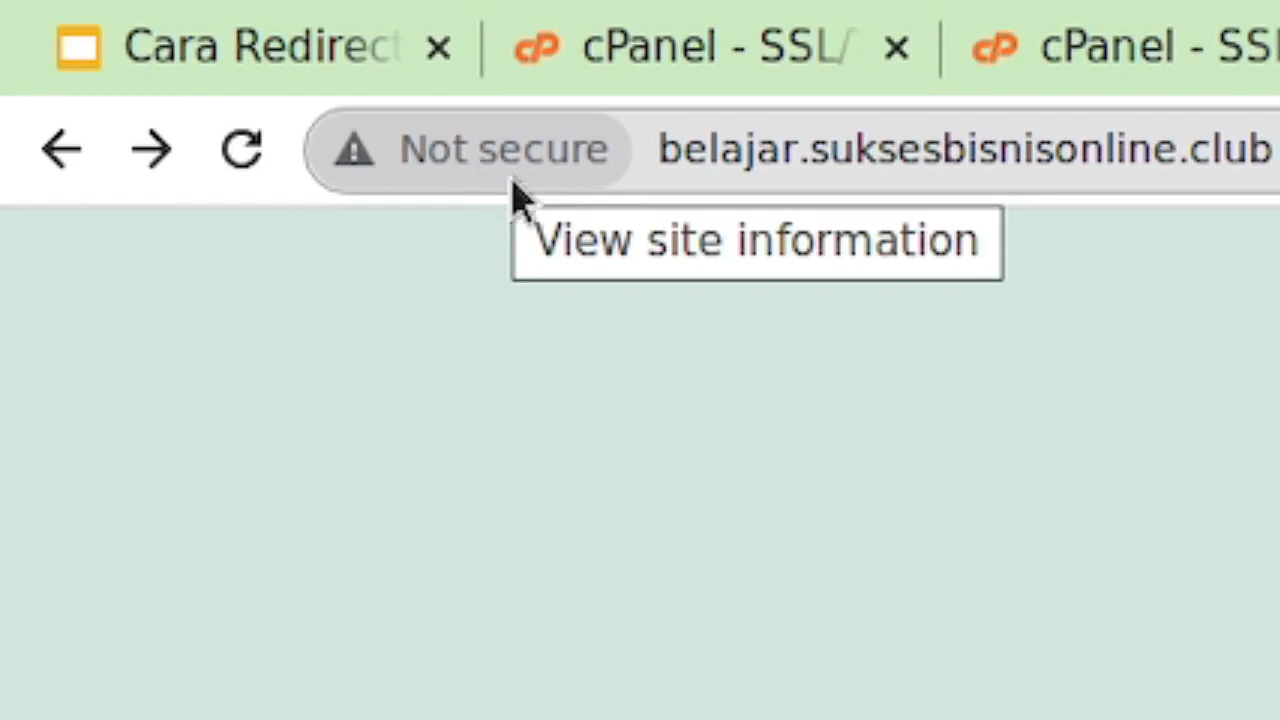 Cara Redirect
cPanel - SSL/
cPanel - SS
Not secure
belajar.suksesbisnisonline.club
View site information